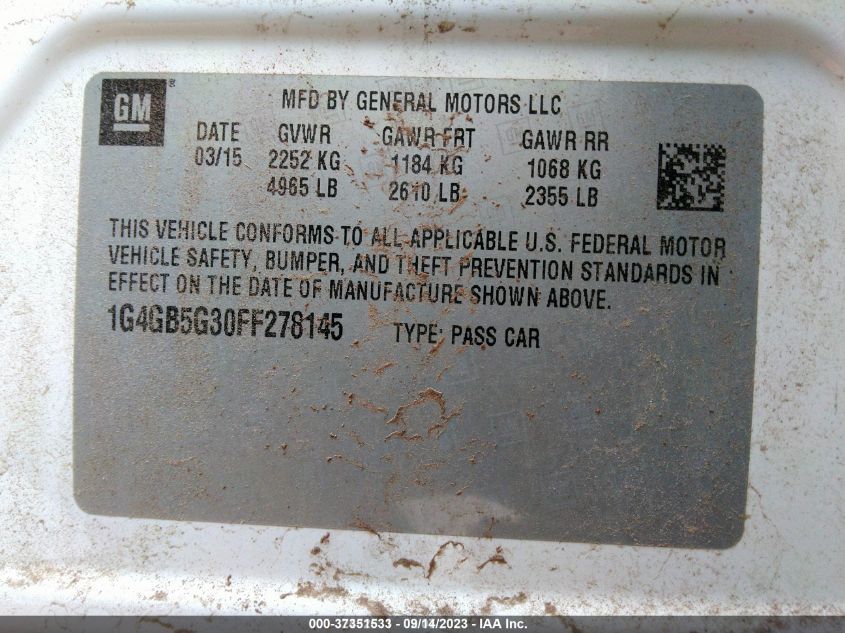 GM®
MFD BY GENERAL MOTORS LLC
DATE GVWR GAWR FRT GAWR RR
03/15 2252 KG 1184 KG 1068 KG
4965 LB 2610 LB 2355 LB
THIS VEHICLE CONFORMS TO ALL APPLICABLE U.S. FEDERAL MOTOR
VEHICLE SAFETY, BUMPER, AND THEFT PREVENTION STANDARDS IN
EFFECT ON THE DATE OF MANUFACTURE SHOWN ABOVE.
1G4GB5G30FF278145 TYPE: PASS CAR
000-37351533 - 09/14/2023 - IAAI.COM